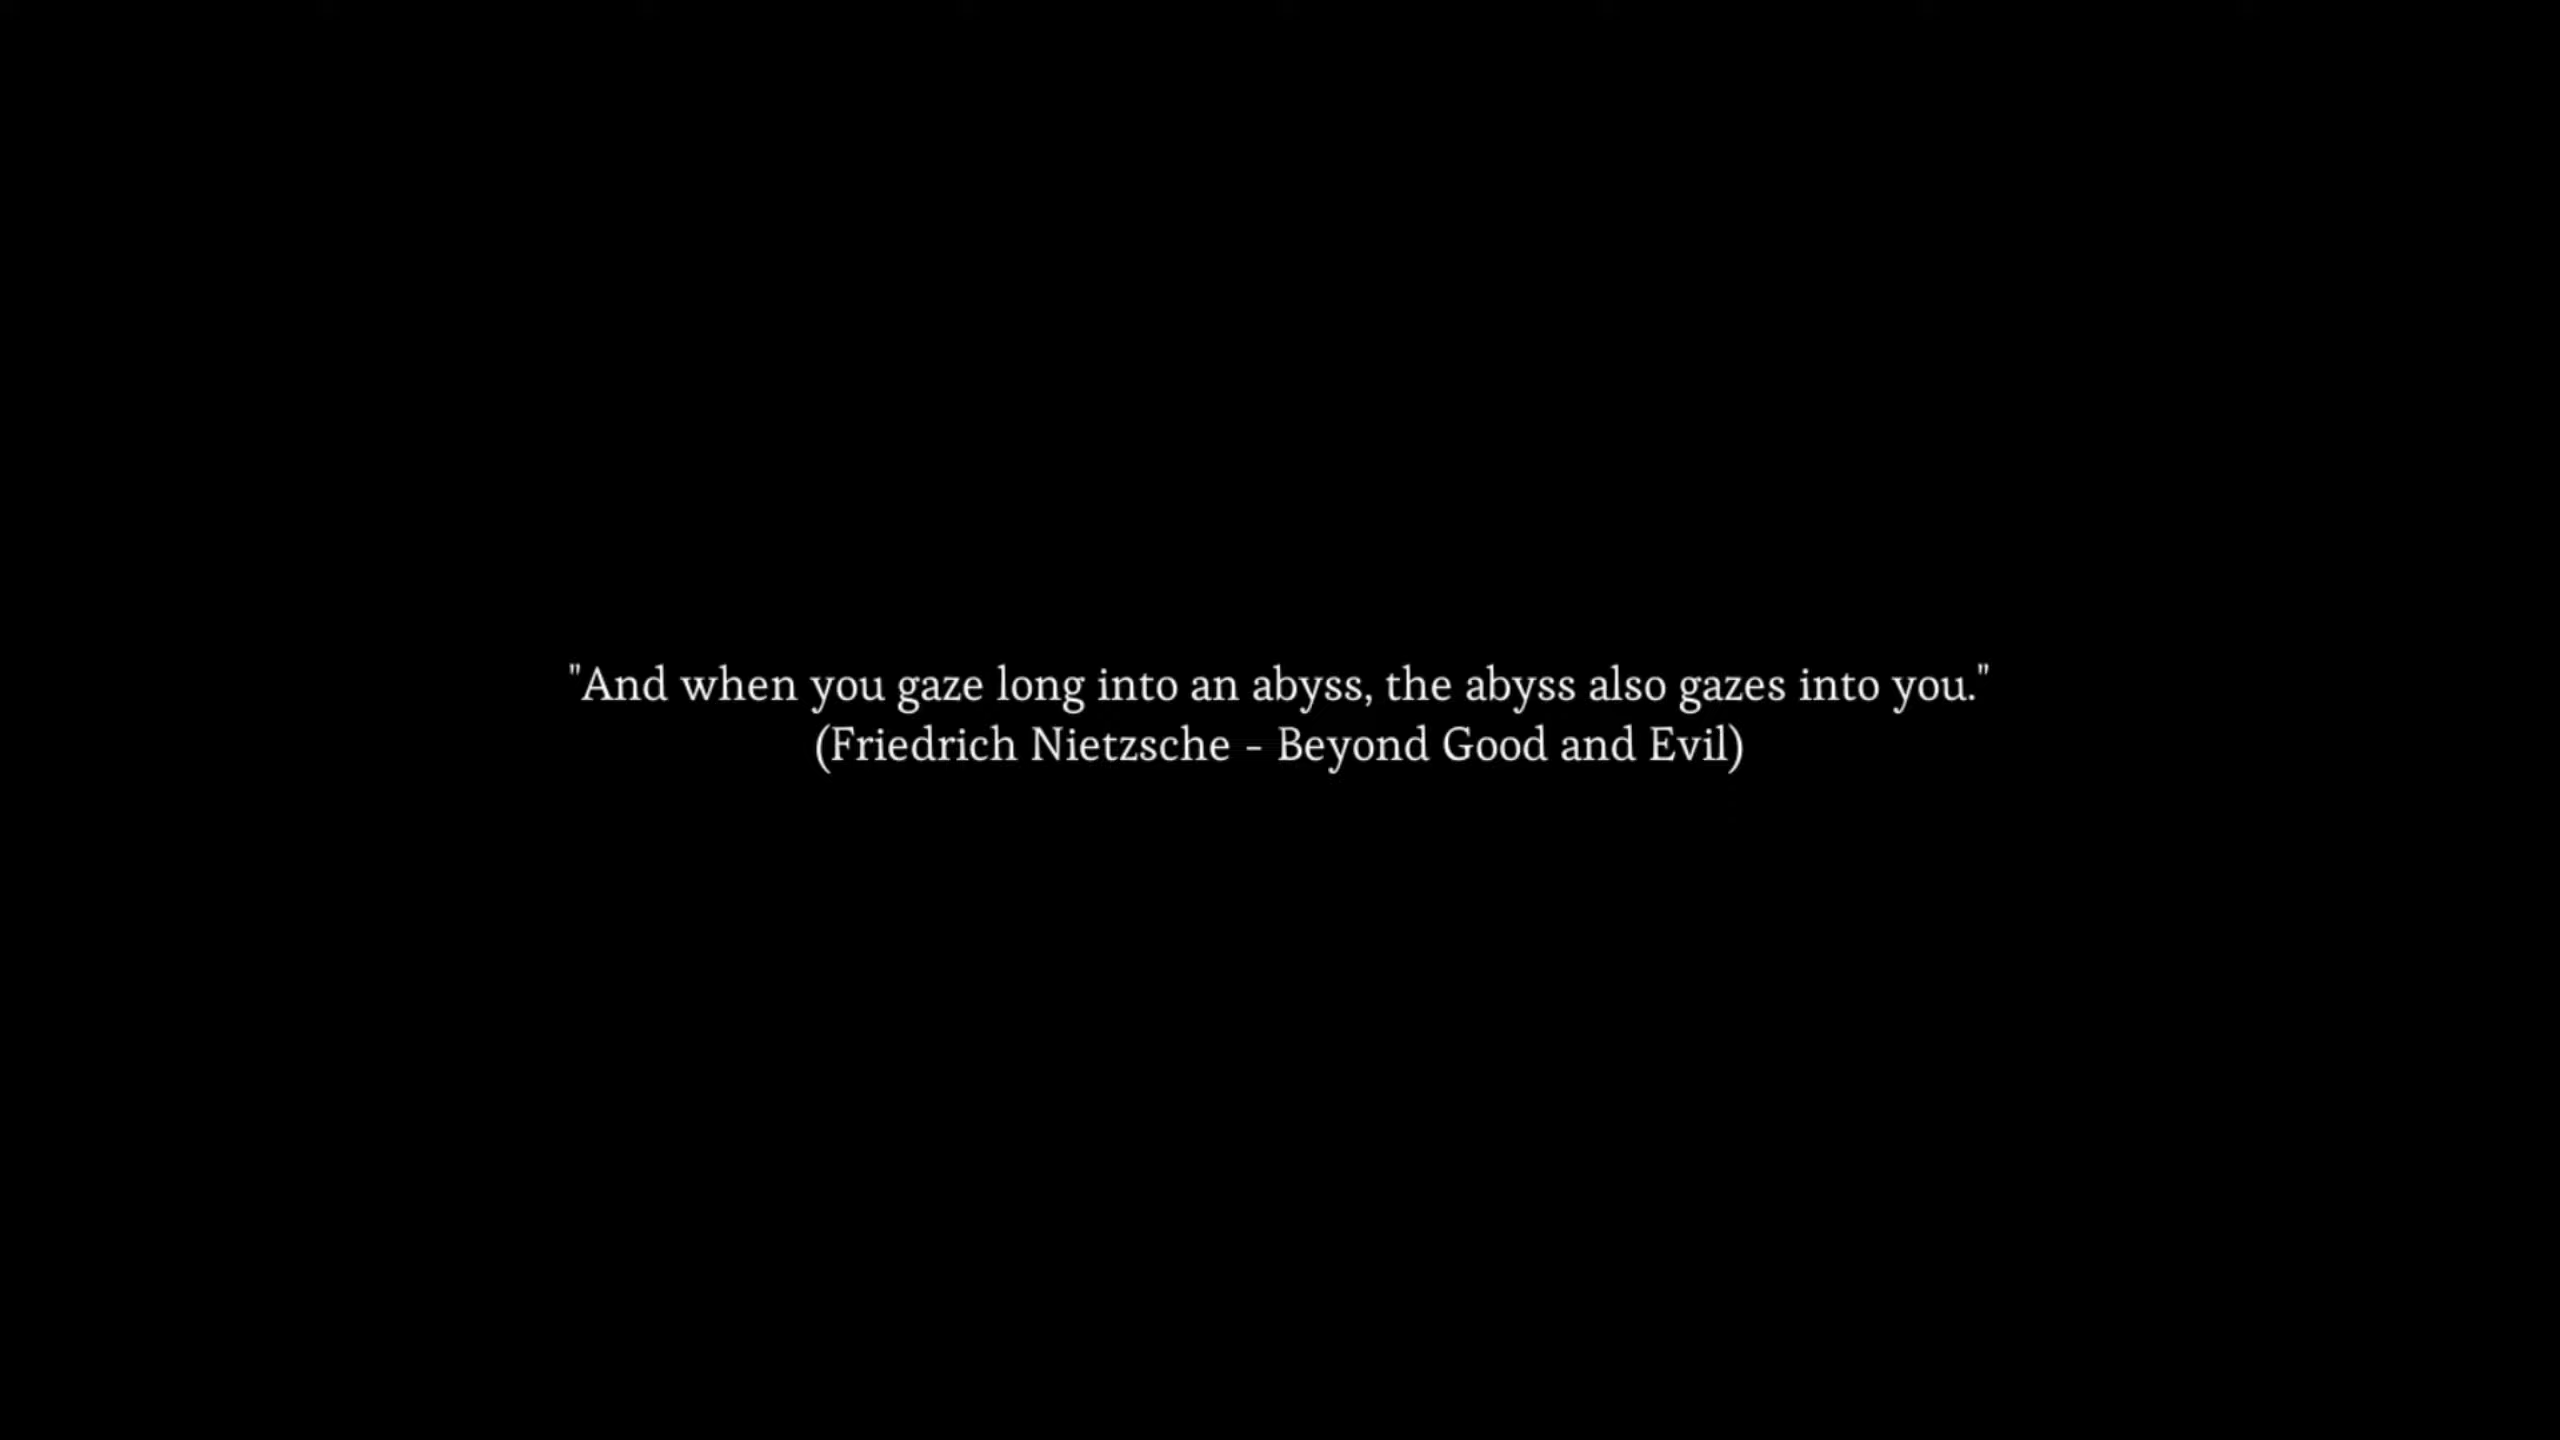 "And when you gaze long into an abyss, the abyss also gazes into you."
(Friedrich Nietzsche - Beyond Good and Evil)